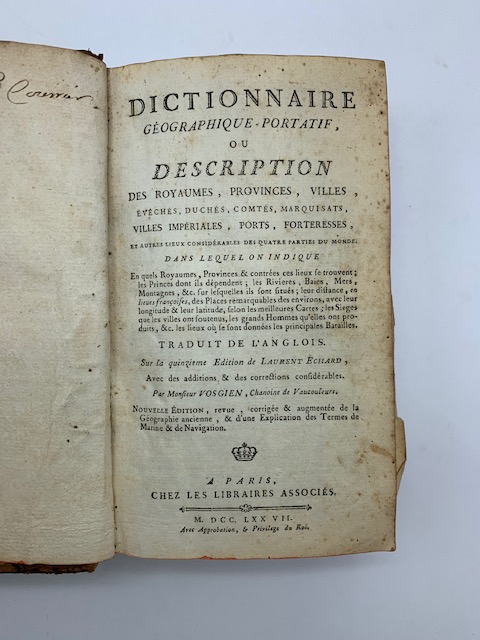 DICTIONNAIRE
GÉOGRAPHIQUE-PORTATIF,
OU
DESCRIPTION
DES ROYAUMES, PROVINCES, VILLES,
ÉVÊCHÉS, DUCHÉS, COMTÉS, MARQUISATS,
VILLES IMPÉRIALES, PORTS, FORTERESSES,
ET AUTRES LIEUX CONSIDÉRABLES DES QUATRE PARTIES DU MONDE;
DANS LEQUEL ON INDIQUE
En quels Royaumes, Provinces & contrées ces lieux se trouvent;
les Princes dont ils dépendent; les Rivieres, Baies, Mers,
Montagnes, &c. sur lesquelles ils sont situés; leur distance, en
lieues françoises, des Places remarquables des environs, avec leur
longitude & leur latitude, selon les meilleures Cartes; les Sieges
que les villes ont soutenus, les grands Hommes qu'elles ont pro-
duits, &c. les lieux où se sont données les principales Batailles.
TRADUIT DE L'ANGLOIS.
Sur la quinzieme Edition de LAURENT ÉCHARD,
Avec des additions & des corrections considérables.
Par Monsieur VOSGIEN, Chanoine de Vaucouleurs.
NOUVELLE ÉDITION, revue, corrigée & augmentée de la
Géographie ancienne, & d'une Explication des Termes de
Marine & de Navigation.
A PARIS,
CHEZ LES LIBRAIRES ASSOCIÉS.
M. DCC. LXXVII.
Avec Approbation, & Privilege du Roi.